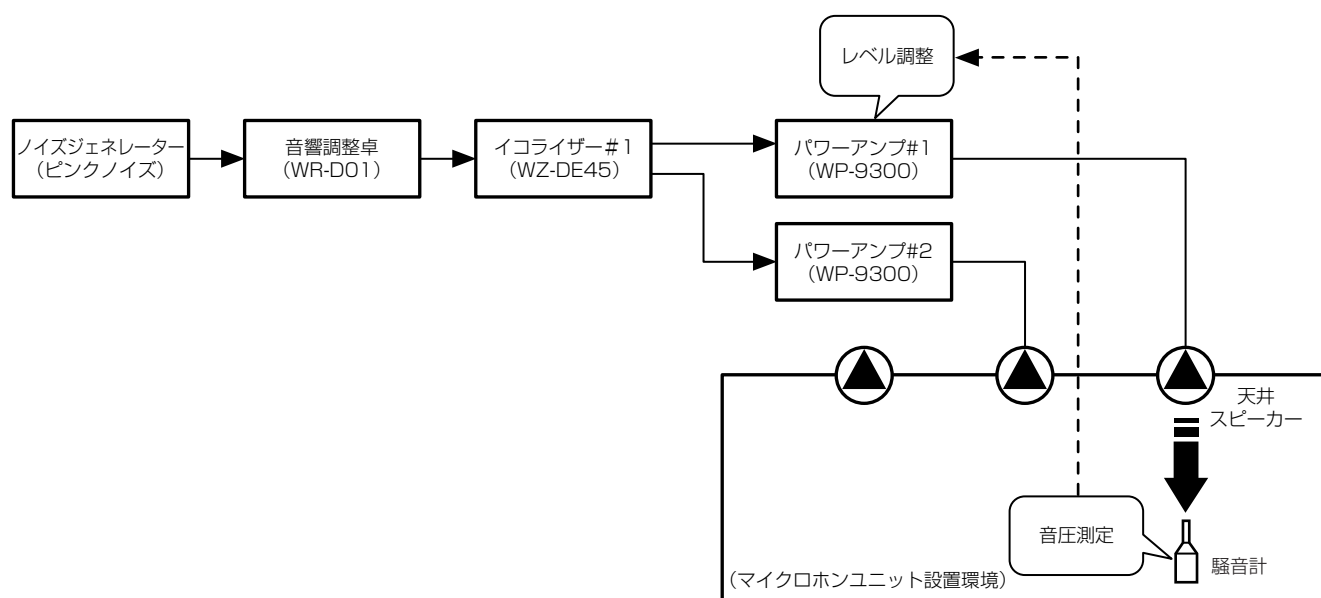 レベル調整
ノイズジェネレーター
（ピンクノイズ）
音響調整卓
（WR-D01）
イコライザー＃1
（WZ-DE45）
パワーアンプ#1
（WP-9300）
パワーアンプ#2
（WP-9300）
天井
スピーカー
音圧測定
騒音計
（マイクロホンユニット設置環境）